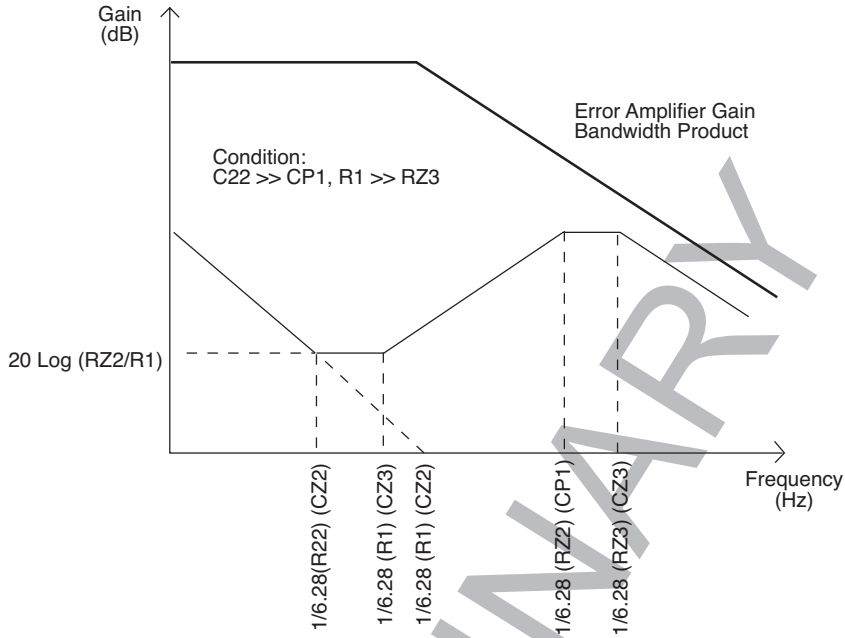 Gain
(dB)
Error Amplifier Gain
Bandwidth Product
Condition:
C22 >> CP1, R1 >> RZ3
20 Log (RZ2/R1)
Frequency
(Hz)
1/6.28(R22) (CZ2)
1/6.28 (R1) (CZ3)
1/6.28 (R1) (CZ2)
1/6.28 (RZ2) (CP1)
1/6.28 (RZ3) (CZ3)
INARY